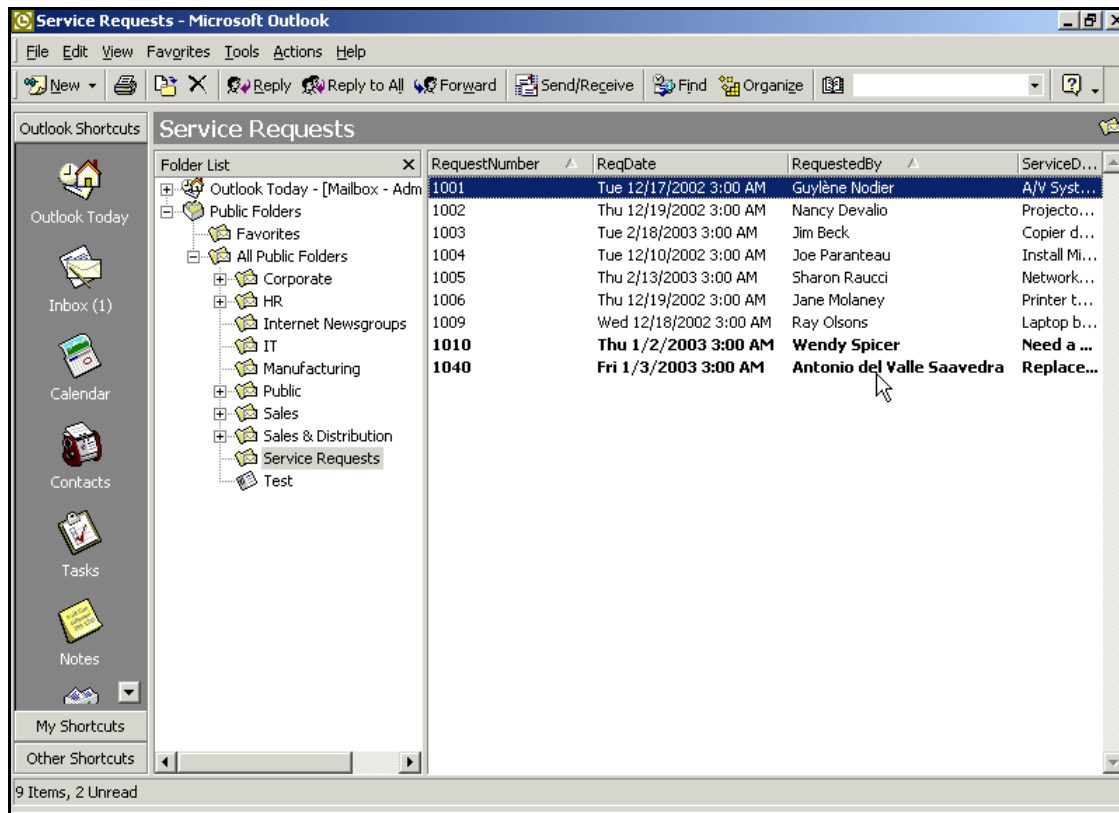 Service Requests - Microsoft Outlook
File Edit View Favorites Tools Actions Help
New Reply Reply to All Forward Send/Receive Find Organize
Outlook Shortcuts Service Requests
Folder List RequestNumber ReqDate RequestedBy ServiceD...
Outlook Today - [Mailbox - Adm 1001 Tue 12/17/2002 3:00 AM Guylène Nodier A/V Syst...
Outlook Today Public Folders 1002 Thu 12/19/2002 3:00 AM Nancy Devalio Projecto...
Favorites 1003 Tue 2/18/2003 3:00 AM Jim Beck Copier d...
All Public Folders 1004 Tue 12/10/2002 3:00 AM Joe Paranteau Install Mi...
Corporate 1005 Thu 2/13/2003 3:00 AM Sharon Raucci Network...
Inbox (1) HR 1006 Thu 12/19/2002 3:00 AM Jane Molaney Printer t...
Internet Newsgroups 1009 Wed 12/18/2002 3:00 AM Ray Olsons Laptop b...
IT 1010 Thu 1/2/2003 3:00 AM Wendy Spicer Need a ...
Manufacturing 1040 Fri 1/3/2003 3:00 AM Antonio del Valle Saavedra Replace...
Calendar Public
Sales
Sales & Distribution
Service Requests
Contacts Test
Tasks
Notes
My Shortcuts
Other Shortcuts
9 Items, 2 Unread